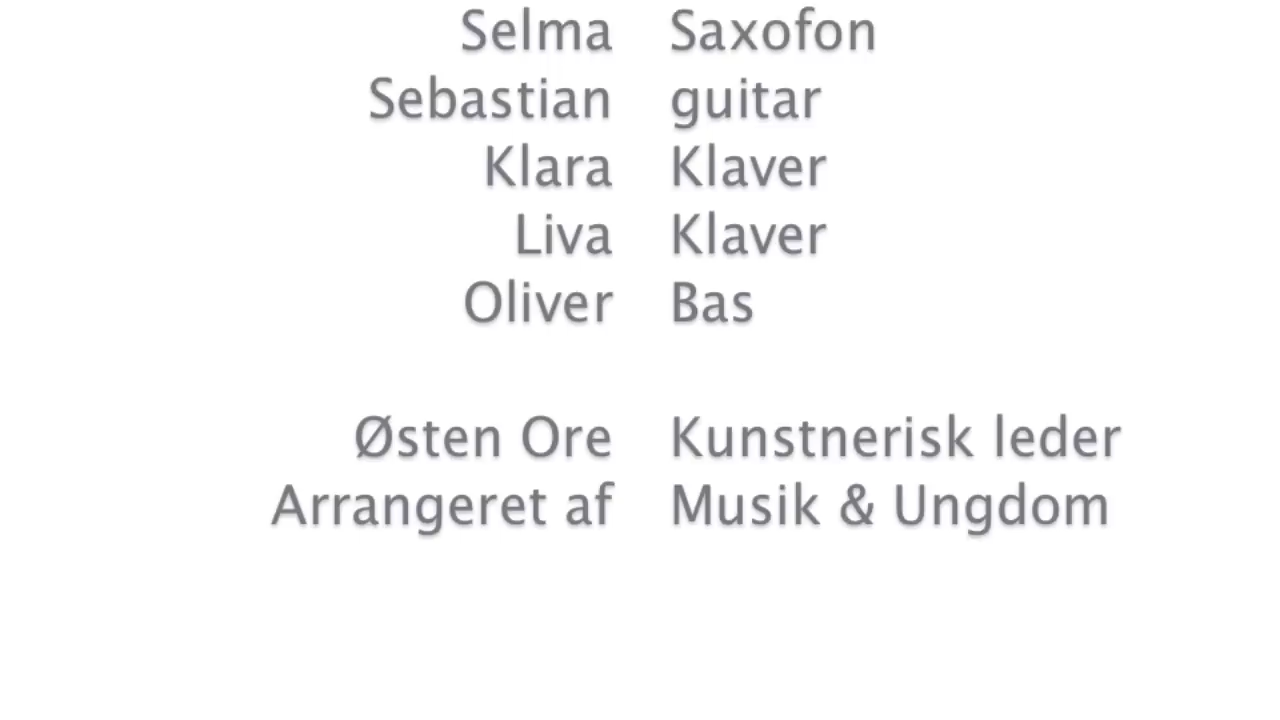 Selma Saxofon
Sebastian guitar
Klara Klaver
Liva Klaver
Oliver Bas
Østen Ore Kunstnerisk leder
Arrangeret af Musik & Ungdom